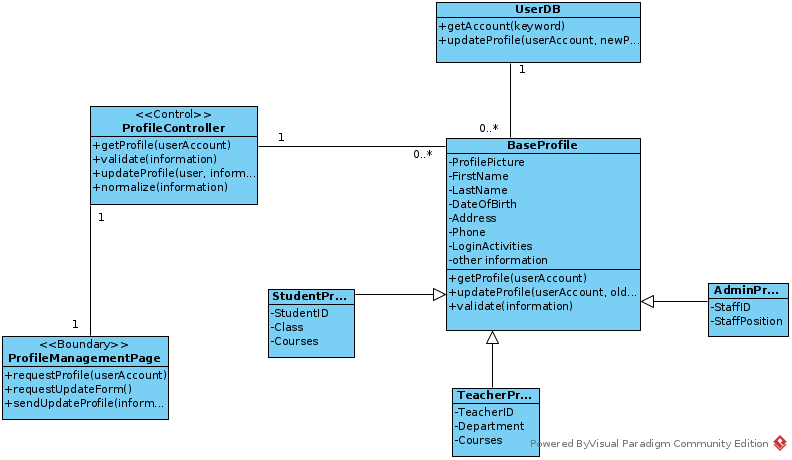 UserDB
+getAccount(keyword)
+updateProfile(userAccount, newP...
1
0..*
<<Control>>
ProfileController
+getProfile(userAccount)
+validate(information)
+updateProfile(user, inform...
+normalize(information)
1
0..*
1
1
BaseProfile
-ProfilePicture
-FirstName
-LastName
-DateOfBirth
-Address
-Phone
-LoginActivities
-other information
+getProfile(userAccount)
+updateProfile(userAccount, old...
+validate(information)
StudentPr...
-StudentID
-Class
-Courses
AdminPr...
-StaffID
-StaffPosition
<<Boundary>>
ProfileManagementPage
+requestProfile(userAccount)
+requestUpdateForm()
+sendUpdateProfile(inform...
TeacherPr...
-TeacherID
-Department
-Courses
Powered ByVisual Paradigm Community Edition